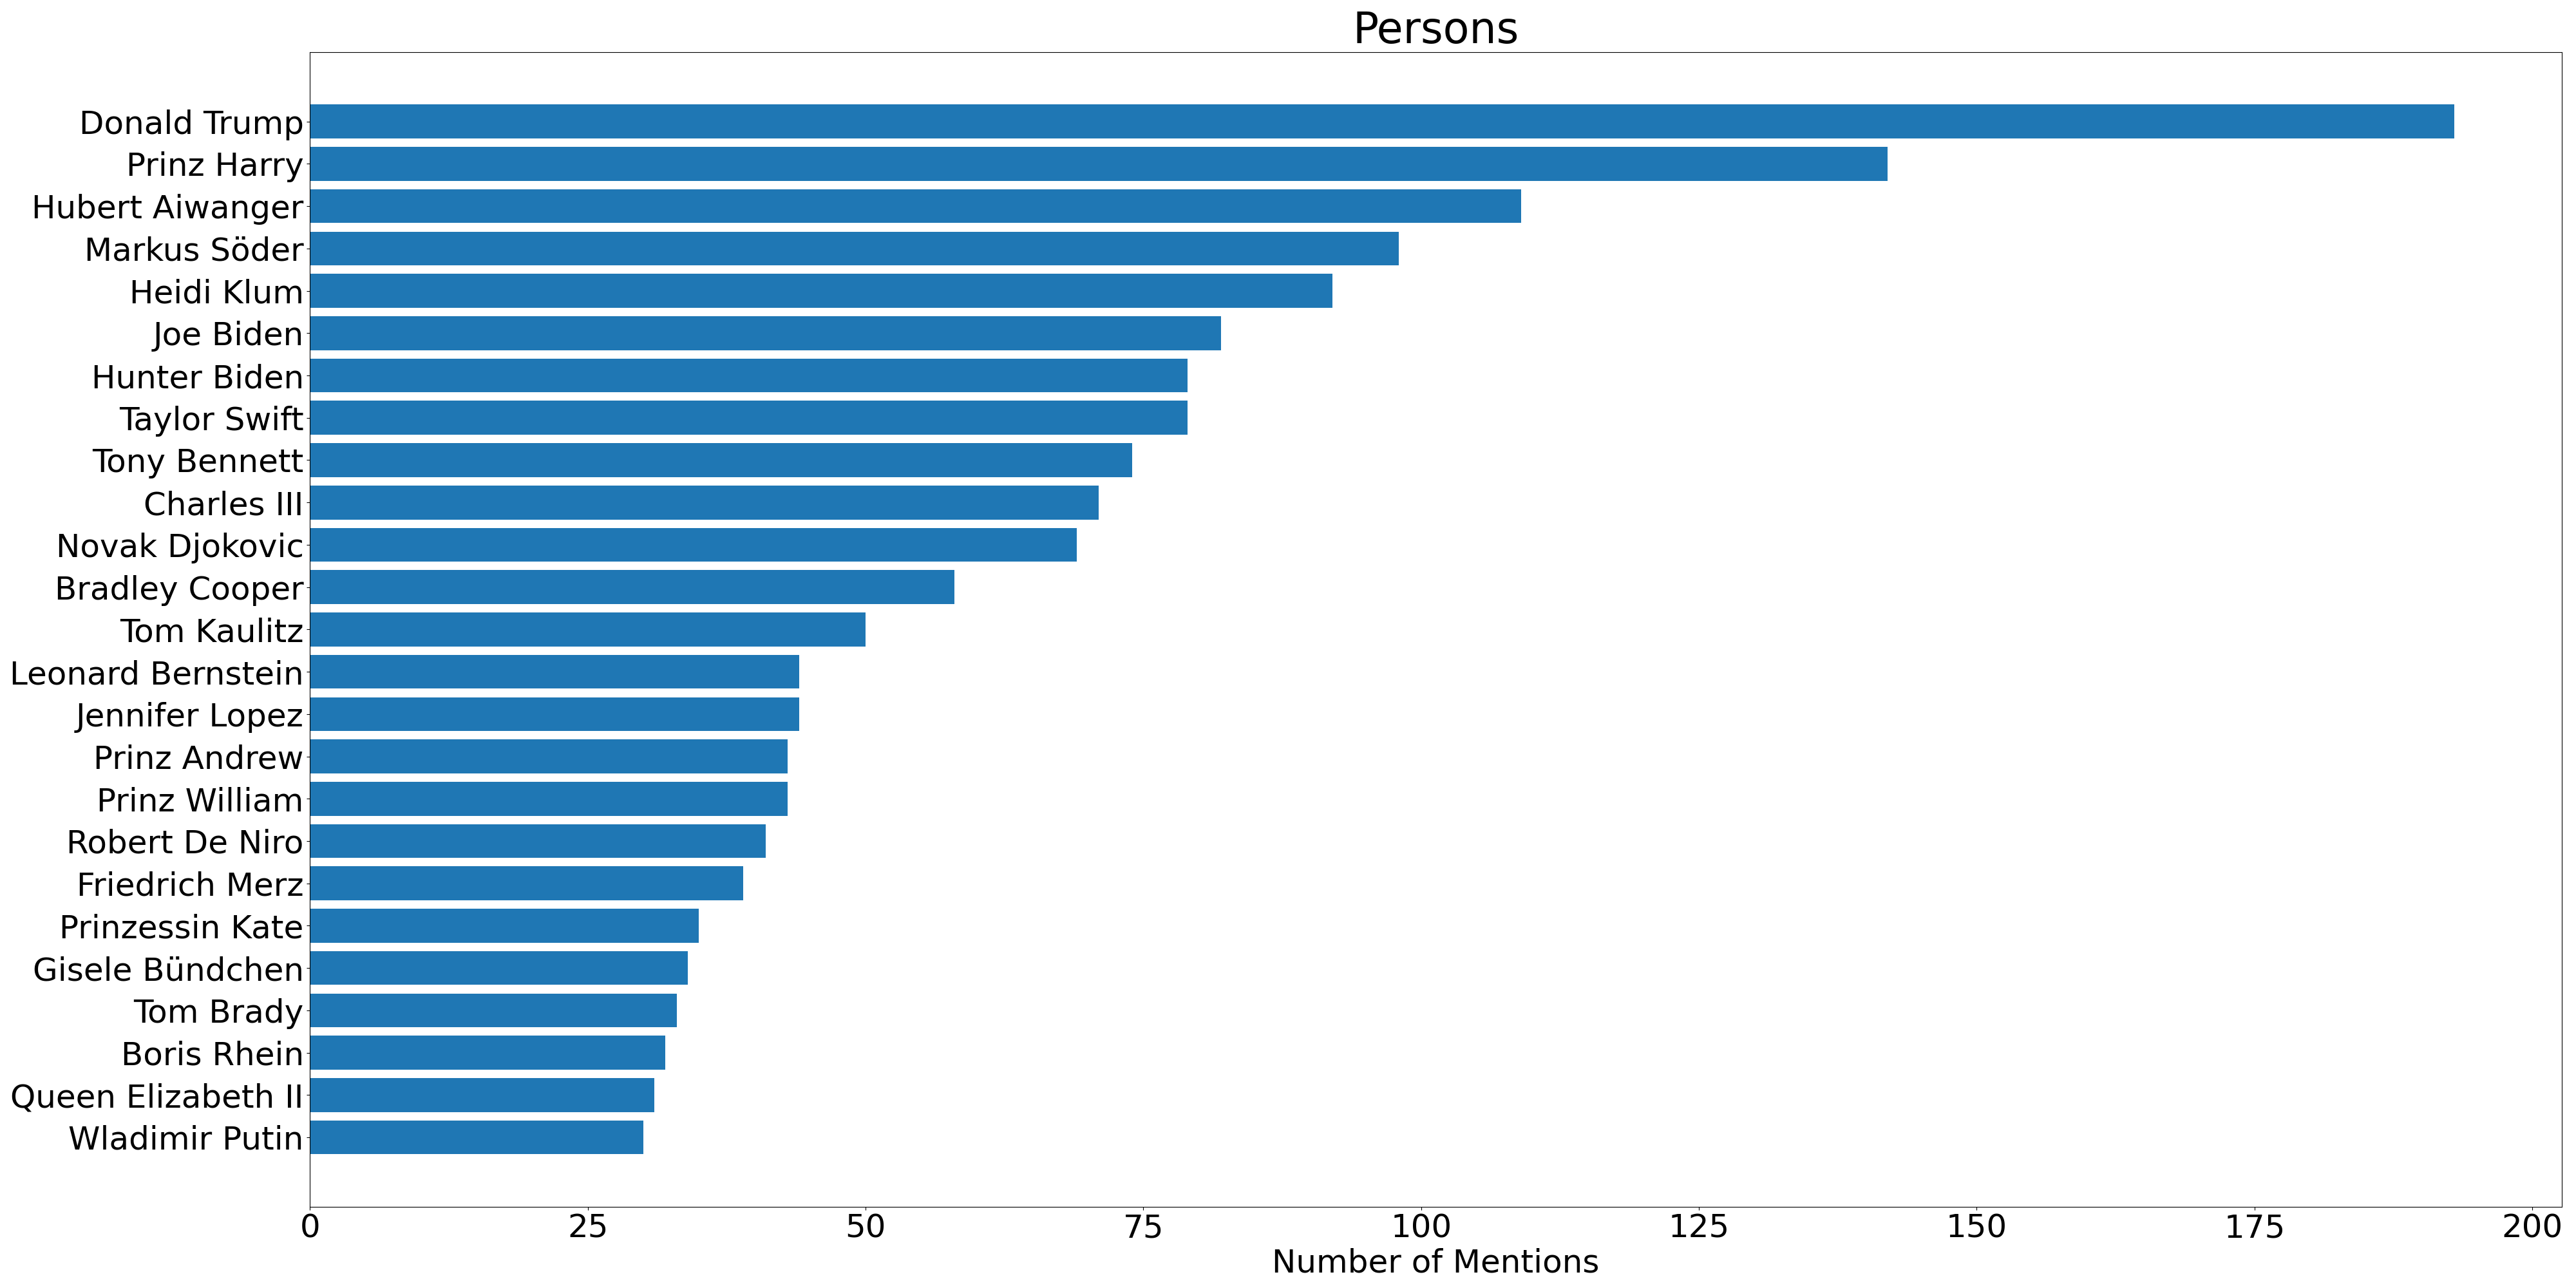 Persons
Donald Trump
Prinz Harry
Hubert Aiwanger
Markus Söder
Heidi Klum
Joe Biden
Hunter Biden
Taylor Swift
Tony Bennett
Charles III
Novak Djokovic
Bradley Cooper
Tom Kaulitz
Leonard Bernstein
Jennifer Lopez
Prinz Andrew
Prinz William
Robert De Niro
Friedrich Merz
Prinzessin Kate
Gisele Bündchen
Tom Brady
Boris Rhein
Queen Elizabeth II
Wladimir Putin
0 25 50 75 100 125 150 175 200
Number of Mentions